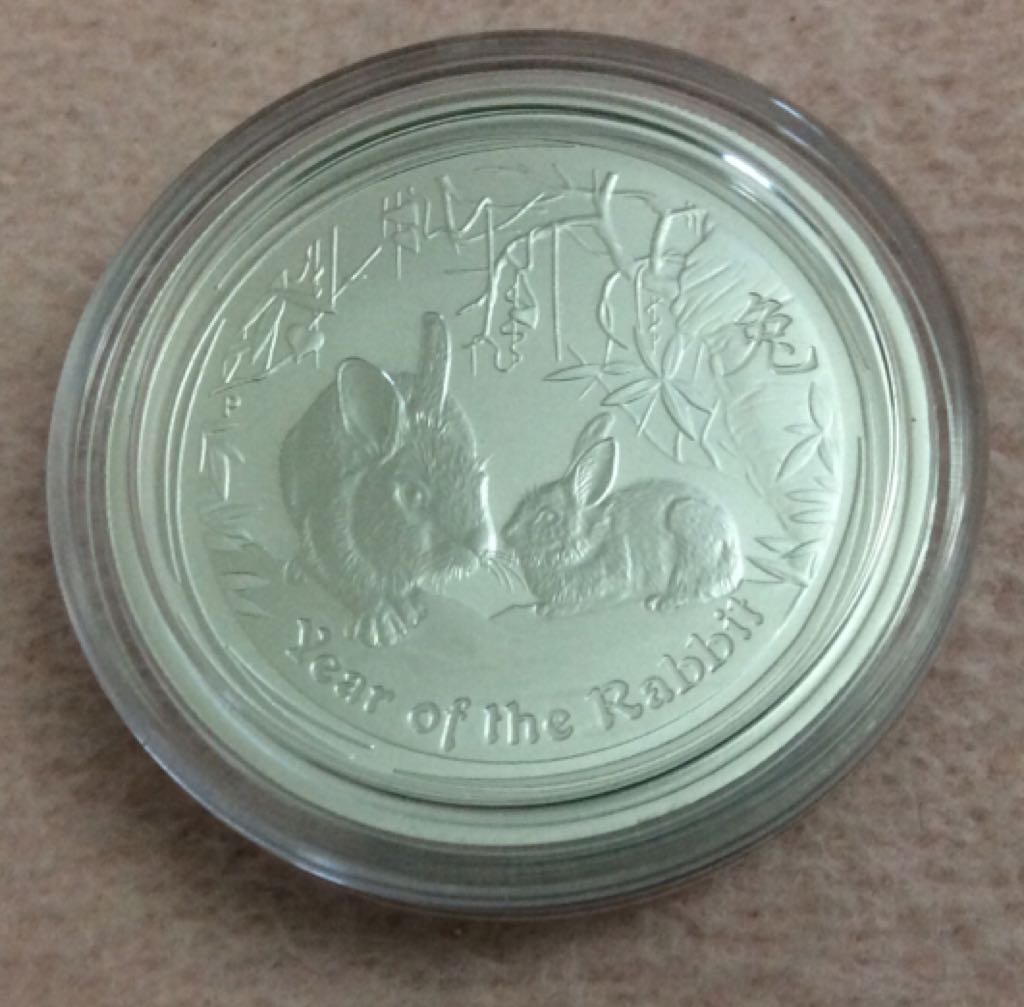 兔
P
Year of the Rabbit